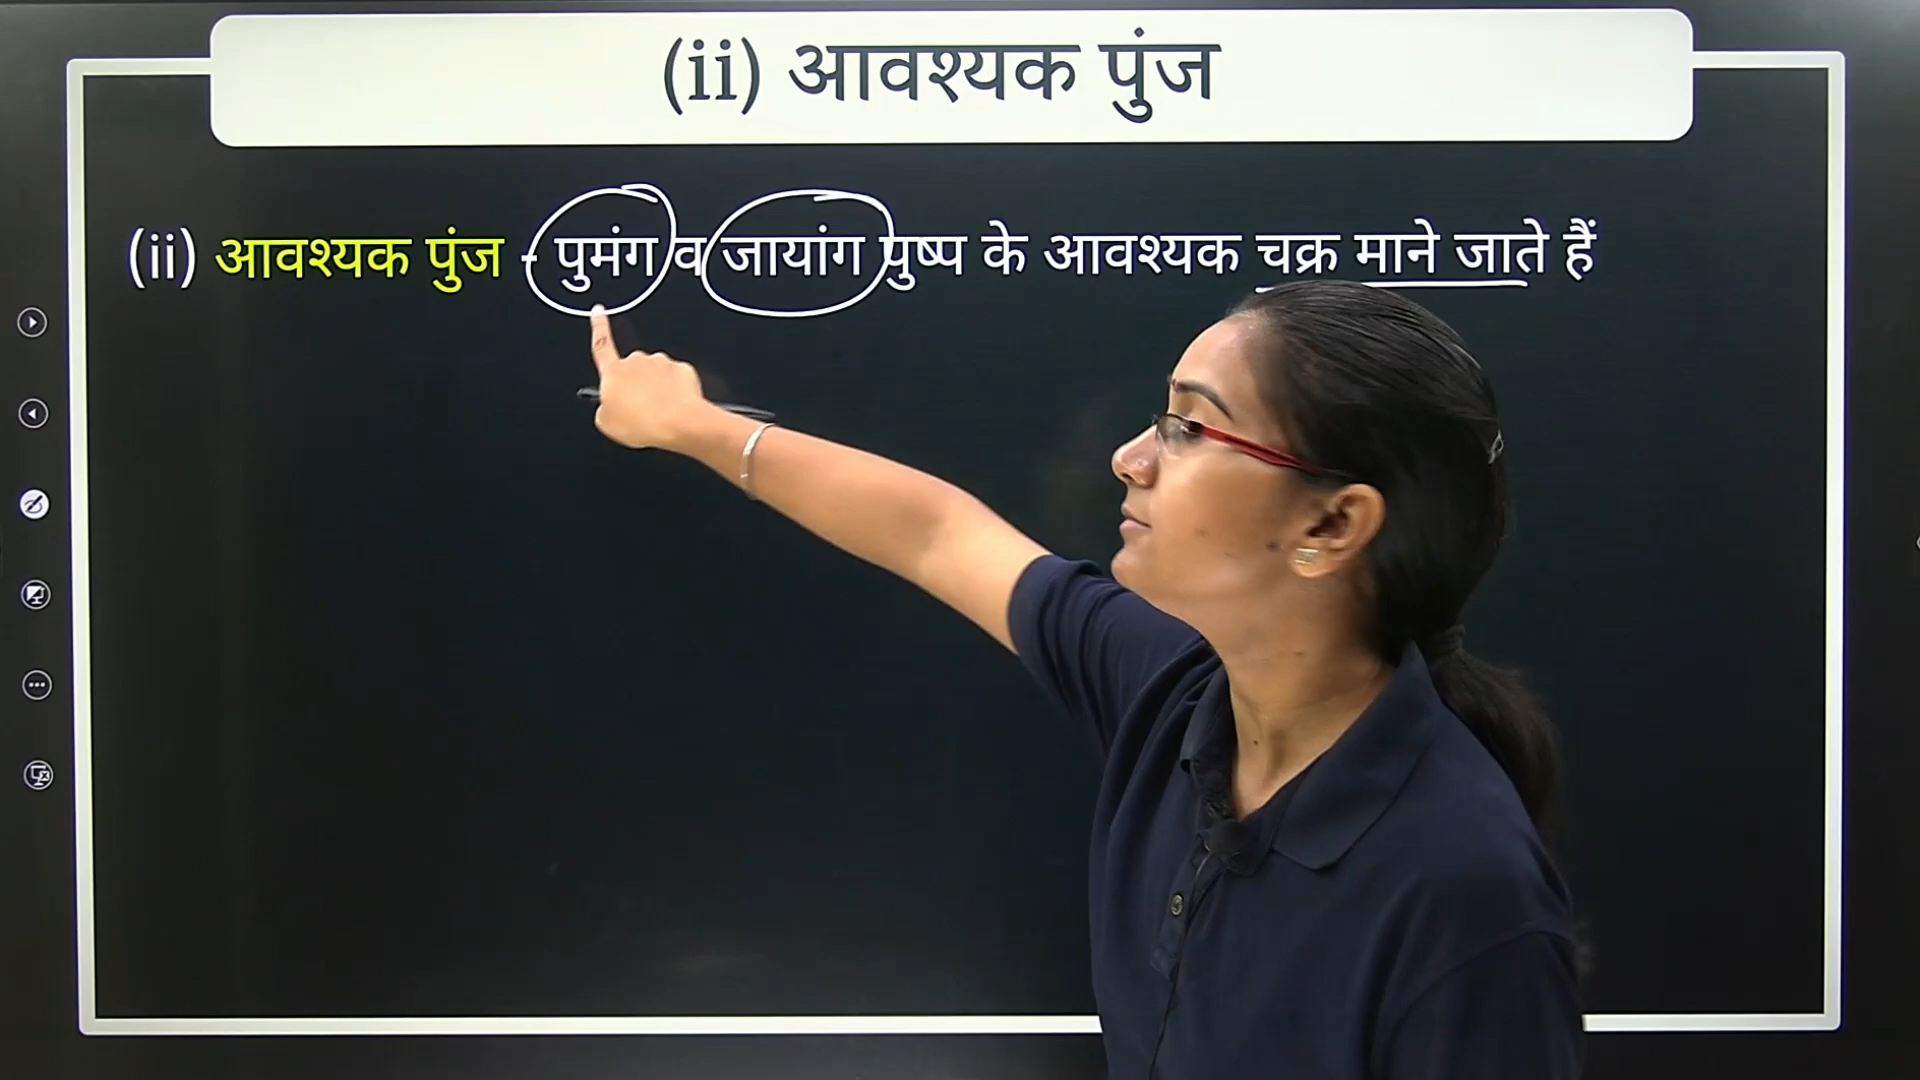 (ii) आवश्यक पुंज
(ii) आवश्यक पुंज - पुमंग व जायांग पुष्प के आवश्यक चक्र माने जाते हैं